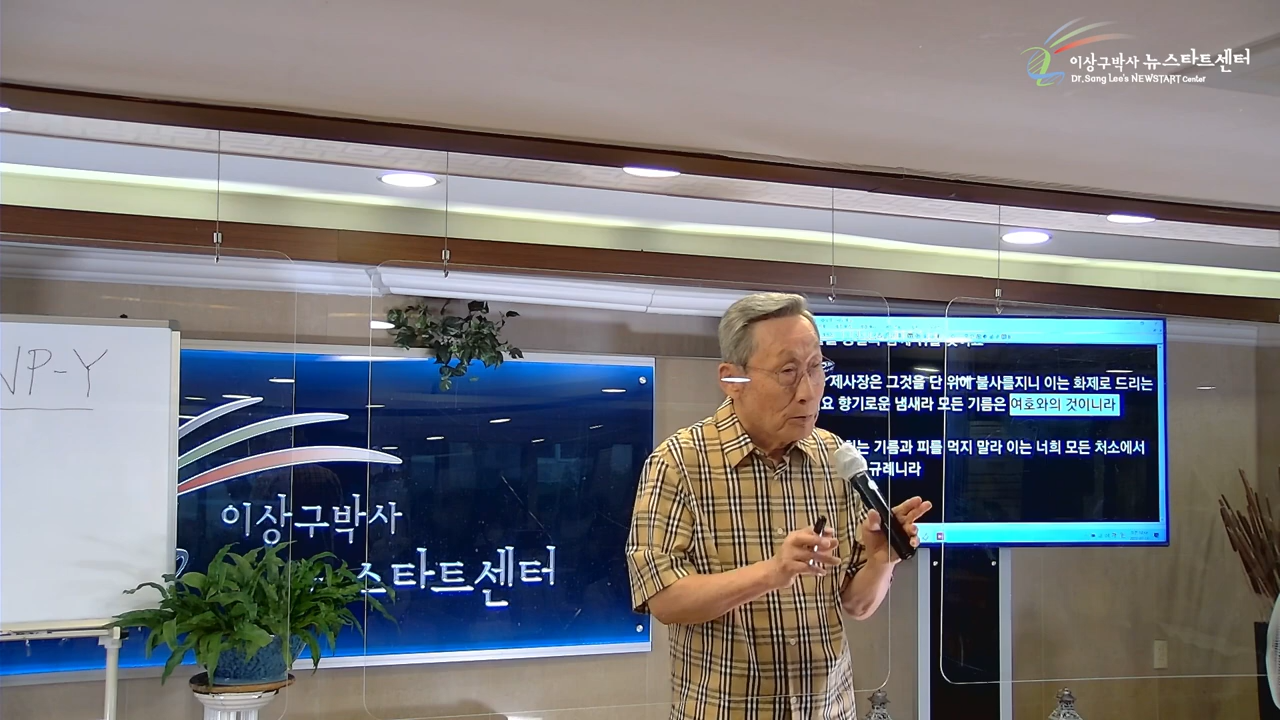 이상구박사 뉴스타트센터
Dr. Sang Lee's NEWSTART Center
NP-Y
제사장은 그것을 단 위에 불사를지니 이는 화제로 드리는
요 향기로운 냄새라 모든 기름은 여호와의 것이니라
는 기름과 피를 먹지 말라 이는 너희 모든 처소에서
규례니라
이상구박사
스타트센터